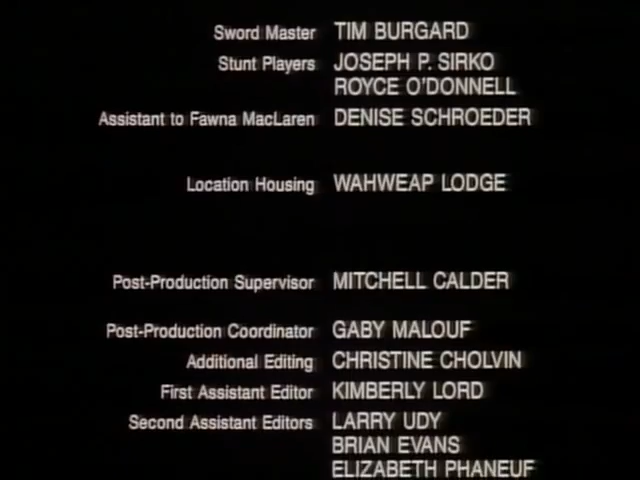 Sword Master TIM BURGARD
Stunt Players JOSEPH P. SIRKO
ROYCE O'DONNELL
Assistant to Fawna MacLaren DENISE SCHROEDER
Location Housing WAHWEAP LODGE
Post-Production Supervisor MITCHELL CALDER
Post-Production Coordinator GABY MALOUF
Additional Editing CHRISTINE CHOLVIN
First Assistant Editor KIMBERLY LORD
Second Assistant Editors LARRY UDY
BRIAN EVANS
ELIZABETH PHANEUF